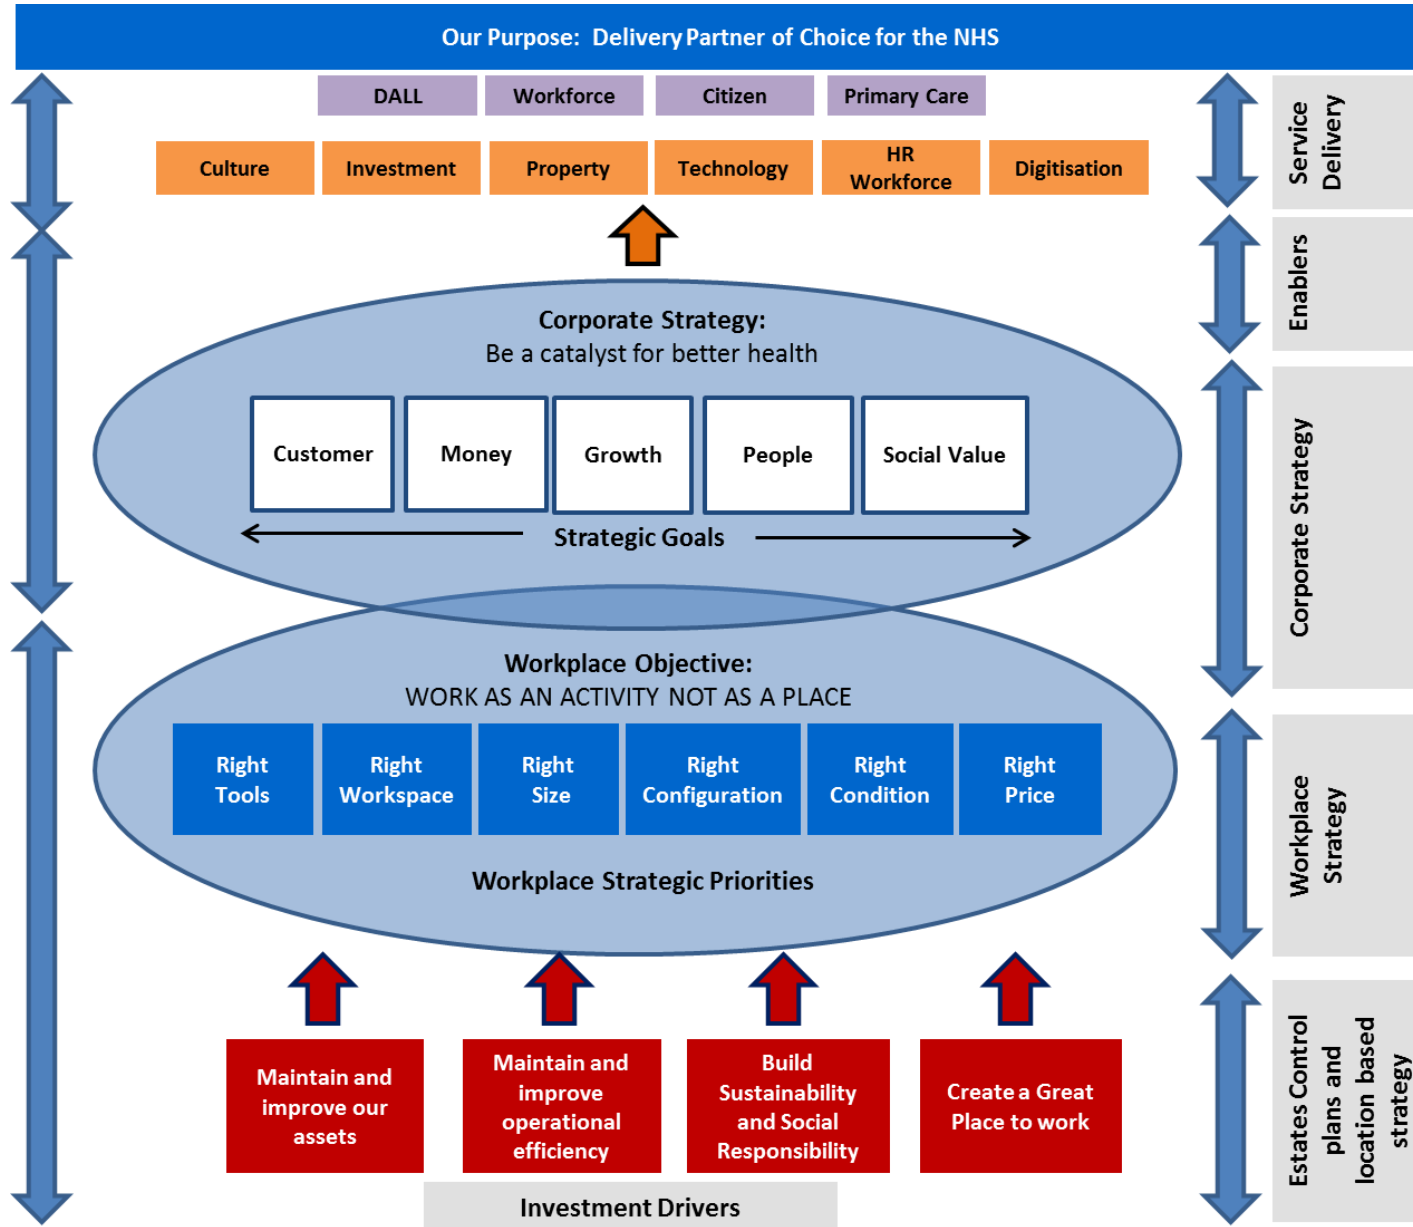 Our Purpose: Delivery Partner of Choice for the NHS
DALL
Workforce
Citizen
Primary Care
Culture
Investment
Property
Technology
HR
Workforce
Digitisation
Service
Delivery
Enablers
Corporate Strategy:
Be a catalyst for better health
Customer
Money
Growth
People
Social Value
Strategic Goals
Corporate Strategy
Workplace Objective:
WORK AS AN ACTIVITY NOT AS A PLACE
Right
Tools
Right
Workspace
Right
Size
Right
Configuration
Right
Condition
Right
Price
Workplace Strategic Priorities
Workplace
Strategy
Maintain and
improve our
assets
Maintain and
improve
operational
efficiency
Build
Sustainability
and Social
Responsibility
Create a Great
Place to work
Estates Control
plans and
location based
strategy
Investment Drivers